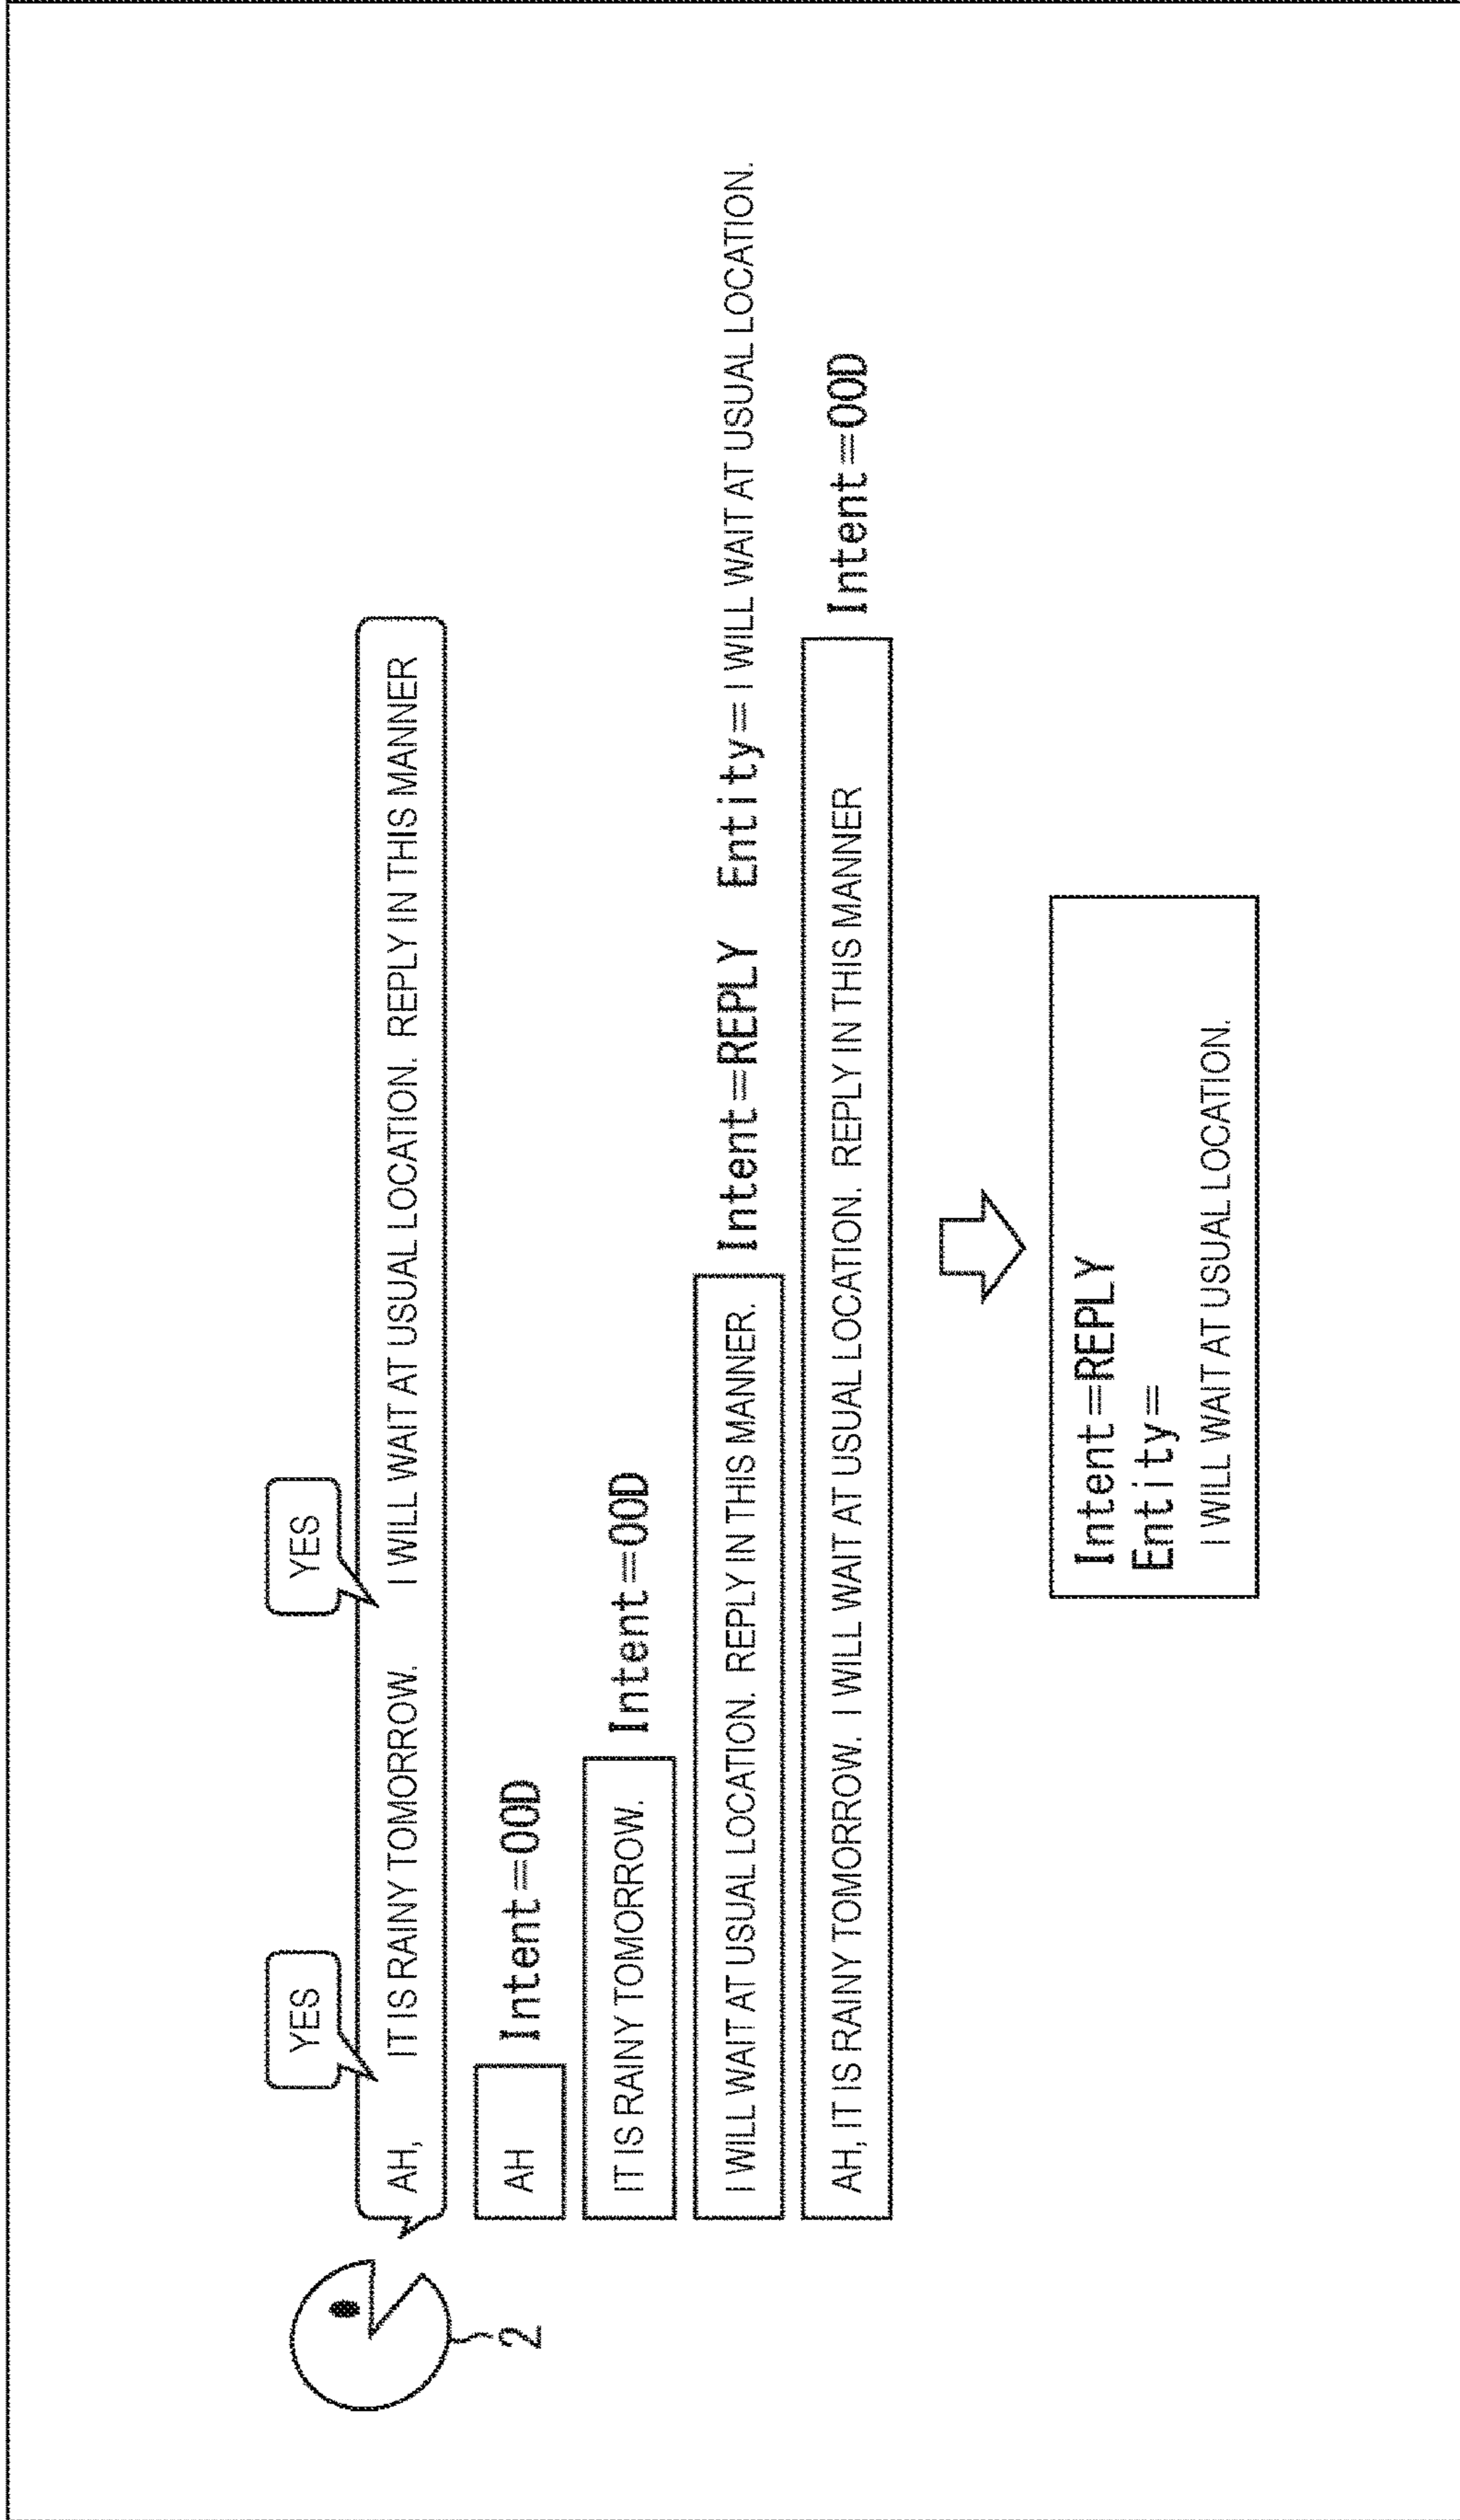 YES
YES
AH, IT IS RAINY TOMORROW. I WILL WAIT AT USUAL LOCATION. REPLY IN THIS MANNER
2
AH Intent=OOD
IT IS RAINY TOMORROW. Intent=OOD
I WILL WAIT AT USUAL LOCATION. REPLY IN THIS MANNER. Intent=REPLY Entity=I WILL WAIT AT USUAL LOCATION.
AH, IT IS RAINY TOMORROW. I WILL WAIT AT USUAL LOCATION. REPLY IN THIS MANNER Intent=OOD
Intent=REPLY
Entity=
I WILL WAIT AT USUAL LOCATION.